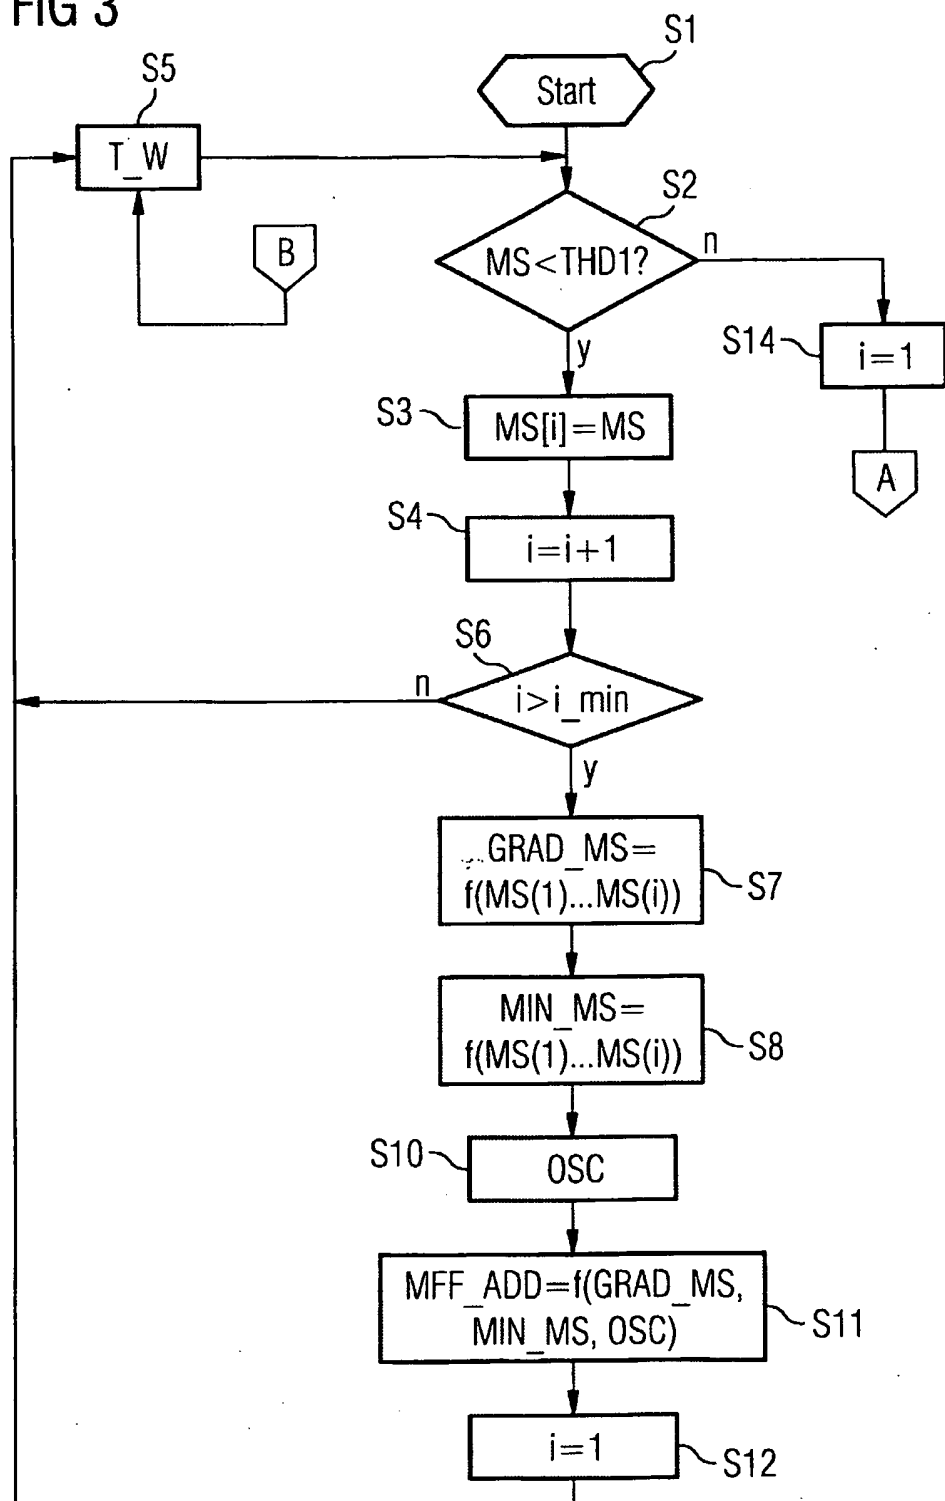 FIG 3
S1
Start
S5
T_W
S2
MS<THD1?
n
B
S14
i=1
y
S3
MS[i]=MS
A
S4
i=i+1
S6
n
i>i_min
y
GRAD_MS=
f(MS(1)...MS(i))
S7
MIN_MS=
f(MS(1)...MS(i))
S8
S10
OSC
MFF_ADD=f(GRAD_MS,
MIN_MS, OSC)
S11
i=1
S12